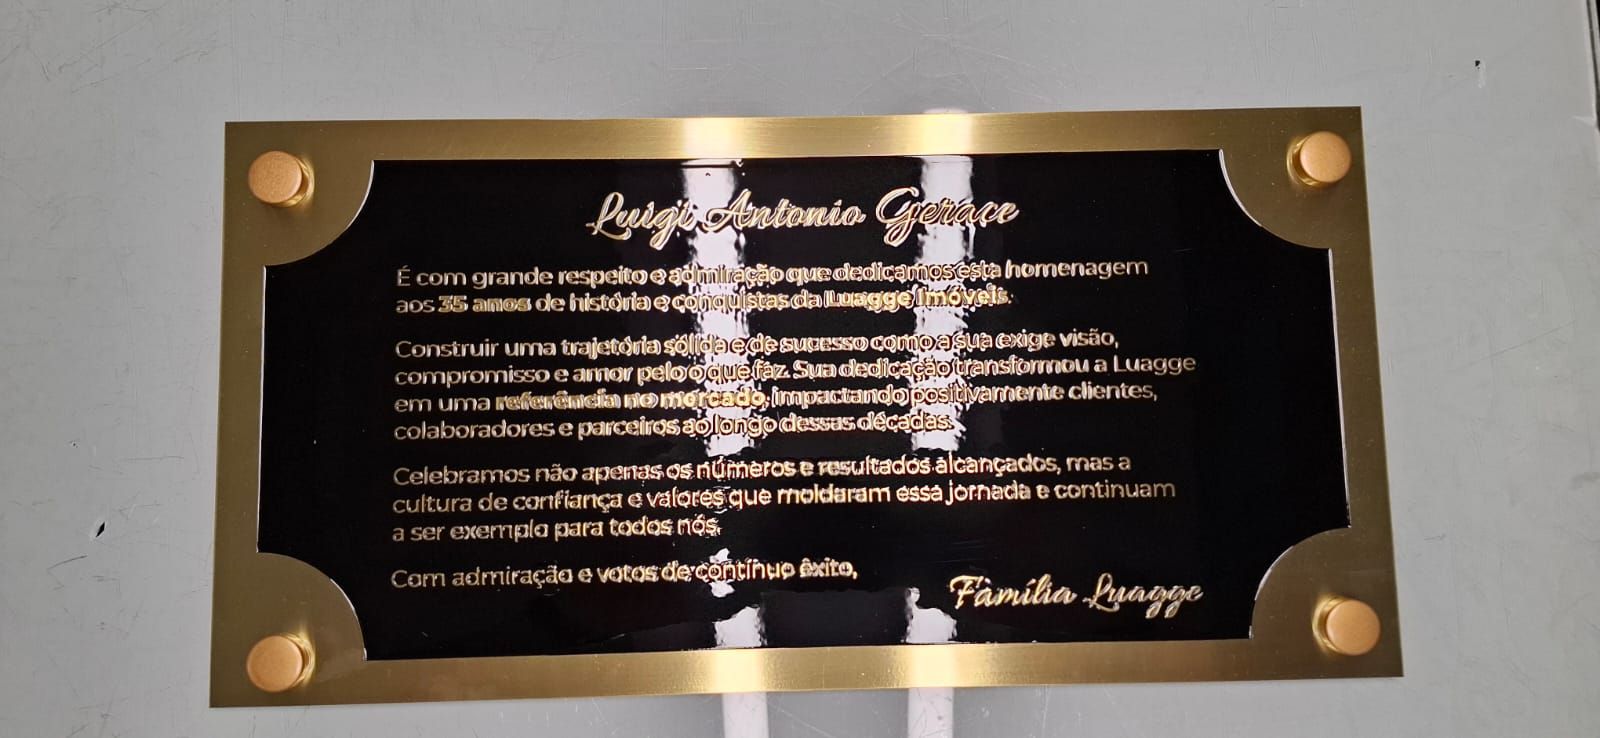 Luigi Antonio Gerace
É com grande respeito e admiração que dedicamos esta homenagem
aos 35 anos de história e conquistas da Luagge Imóveis.
Construir uma trajetória sólida e de sucesso como a sua exige visão,
compromisso e amor pelo o que faz. Sua dedicação transformou a Luagge
em uma referência no mercado, impactando positivamente clientes,
colaboradores e parceiros ao longo dessas décadas.
Celebramos não apenas os números e resultados alcançados, mas a
cultura de confiança e valores que moldaram essa jornada e continuam
a ser exemplo para todos nós.
Com admiração e votos de contínuo êxito,
Família Luagge